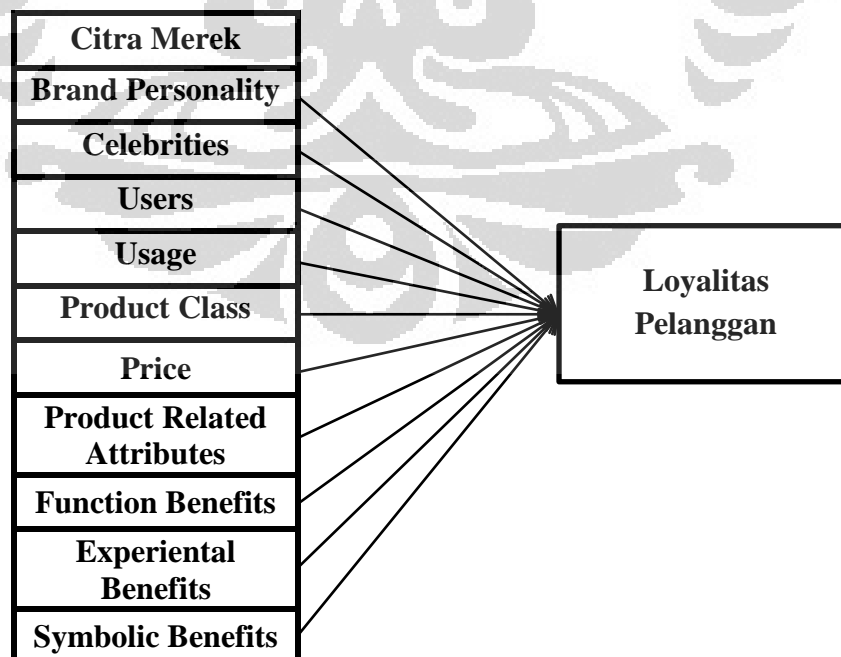 Citra Merek
Brand Personality
Celebrities
Users
Usage
Product Class
Price
Product Related
Attributes
Function Benefits
Experiental
Benefits
Symbolic Benefits
Loyalitas
Pelanggan